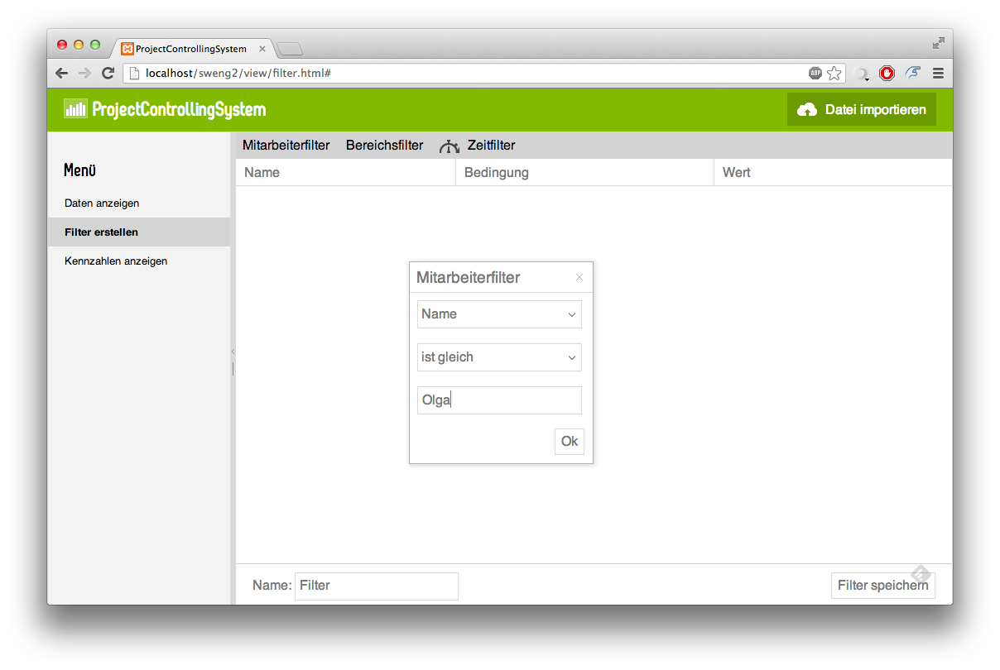 ProjectControllingSystem
localhost/sweng2/view/filter.html#
ABP
ProjectControllingSystem
Datei importieren
Menü
Daten anzeigen
Filter erstellen
Kennzahlen anzeigen
Mitarbeiterfilter Bereichsfilter Zeitfilter
Name Bedingung Wert
Mitarbeiterfilter
Name
ist gleich
Olga
Ok
Name: Filter
Filter speichern